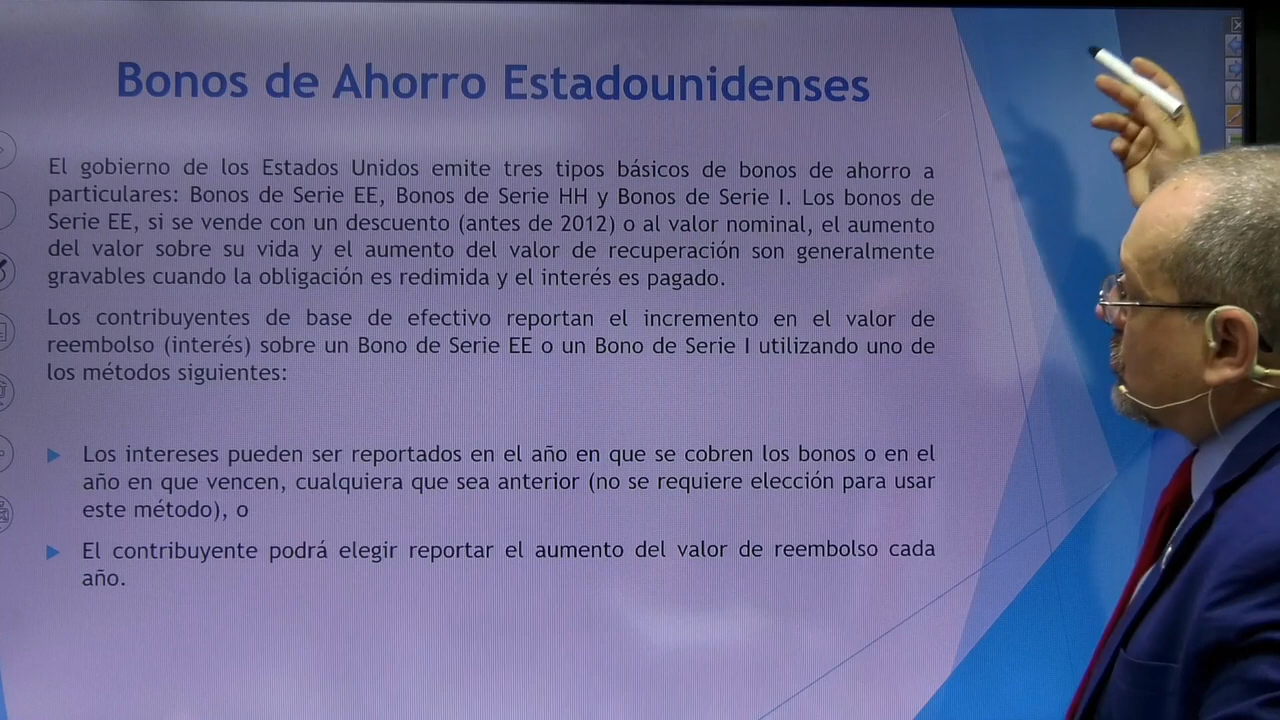 Bonos de Ahorro Estadounidenses
El gobierno de los Estados Unidos emite tres tipos básicos de bonos de ahorro a
particulares: Bonos de Serie EE, Bonos de Serie HH y Bonos de Serie I. Los bonos de
Serie EE, si se vende con un descuento (antes de 2012) o al valor nominal, el aumento
del valor sobre su vida y el aumento del valor de recuperación son generalmente
gravables cuando la obligación es redimida y el interés es pagado.
Los contribuyentes de base de efectivo reportan el incremento en el valor de
reembolso (interés) sobre un Bono de Serie EE o un Bono de Serie I utilizando uno de
los métodos siguientes:
Los intereses pueden ser reportados en el año en que se cobren los bonos o en el
año en que vencen, cualquiera que sea anterior (no se requiere elección para usar
este método), o
El contribuyente podrá elegir reportar el aumento del valor de reembolso cada
año.